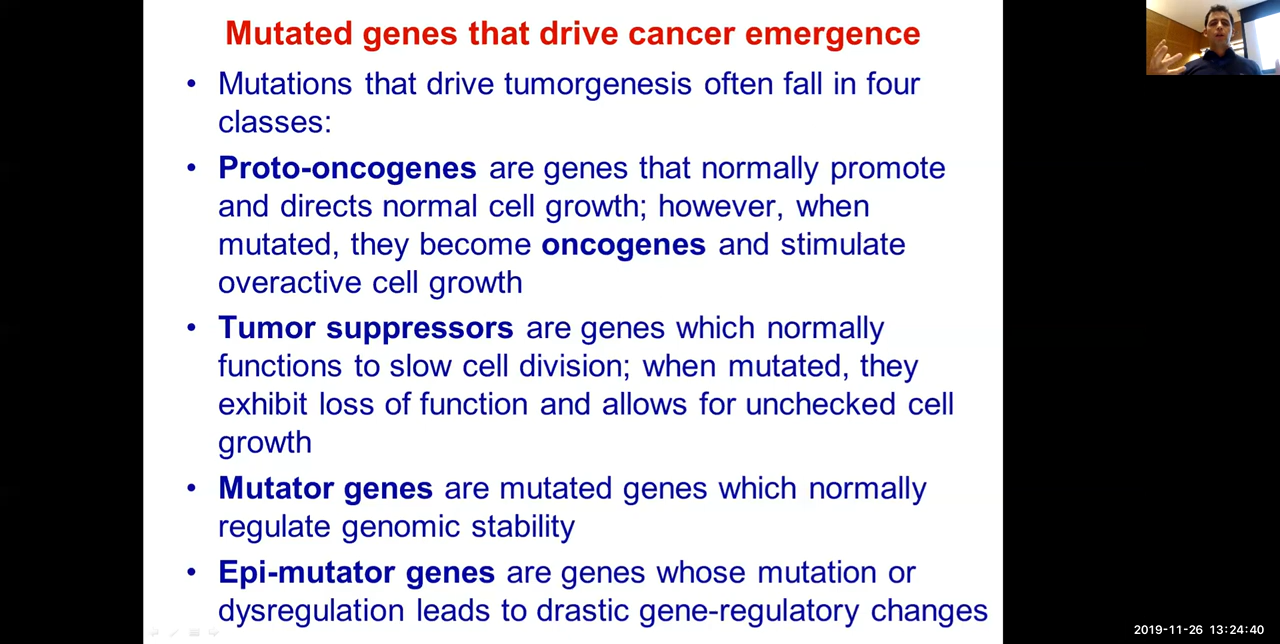 Mutated genes that drive cancer emergence
• Mutations that drive tumorgenesis often fall in four
classes:
• Proto-oncogenes are genes that normally promote
and directs normal cell growth; however, when
mutated, they become oncogenes and stimulate
overactive cell growth
• Tumor suppressors are genes which normally
functions to slow cell division; when mutated, they
exhibit loss of function and allows for unchecked cell
growth
• Mutator genes are mutated genes which normally
regulate genomic stability
• Epi-mutator genes are genes whose mutation or
dysregulation leads to drastic gene-regulatory changes
2019-11-26 13:24:40